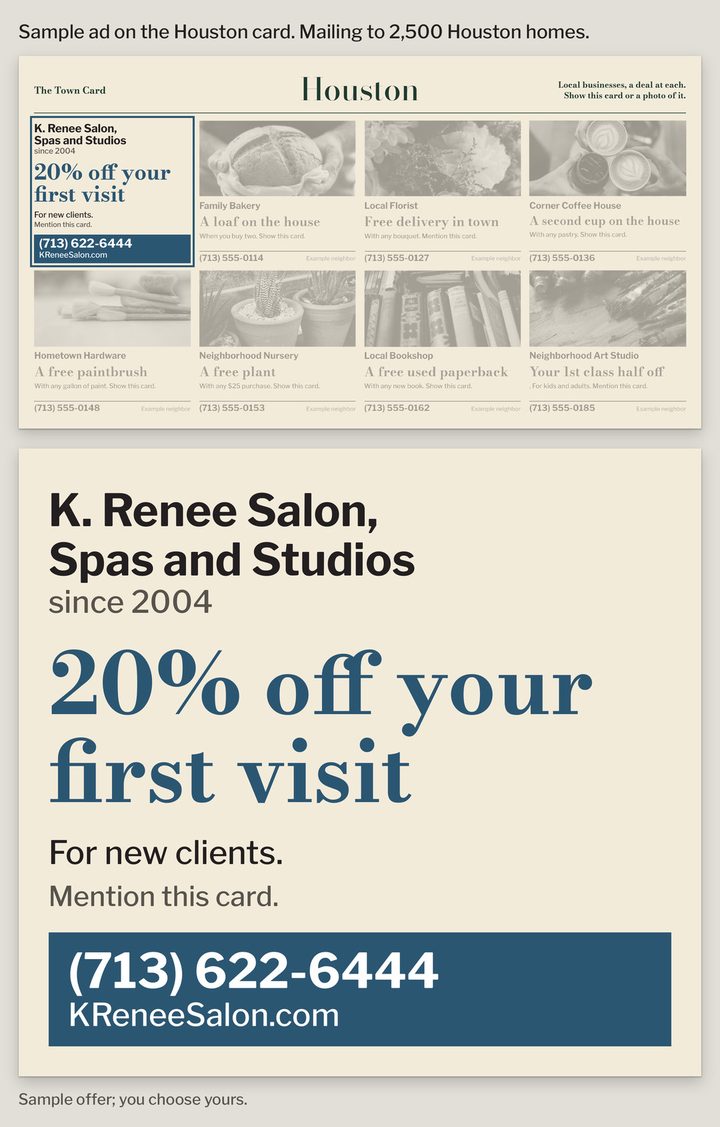 Sample ad on the Houston card. Mailing to 2,500 Houston homes.
The Town Card
Houston
Local businesses, a deal at each.
Show this card or a photo of it.
K. Renee Salon,
Spas and Studios
since 2004
20% off your
first visit
For new clients.
Mention this card.
(713) 622-6444
KReneeSalon.com
Family Bakery
A loaf on the house
When you buy two. Show this card.
(713) 555-0114
Example neighbor
Local Florist
Free delivery in town
With any bouquet. Mention this card.
(713) 555-0127
Example neighbor
Corner Coffee House
A second cup on the house
With any pastry. Show this card.
(713) 555-0136
Example neighbor
Hometown Hardware
A free paintbrush
With any gallon of paint. Show this card.
(713) 555-0148
Example neighbor
Neighborhood Nursery
A free plant
With any $25 purchase. Show this card.
(713) 555-0153
Example neighbor
Local Bookshop
A free used paperback
With any new book. Show this card.
(713) 555-0162
Example neighbor
Neighborhood Art Studio
Your 1st class half off
For kids and adults. Mention this card.
(713) 555-0185
Example neighbor
K. Renee Salon,
Spas and Studios
since 2004
20% off your
first visit
For new clients.
Mention this card.
(713) 622-6444
KReneeSalon.com
Sample offer; you choose yours.